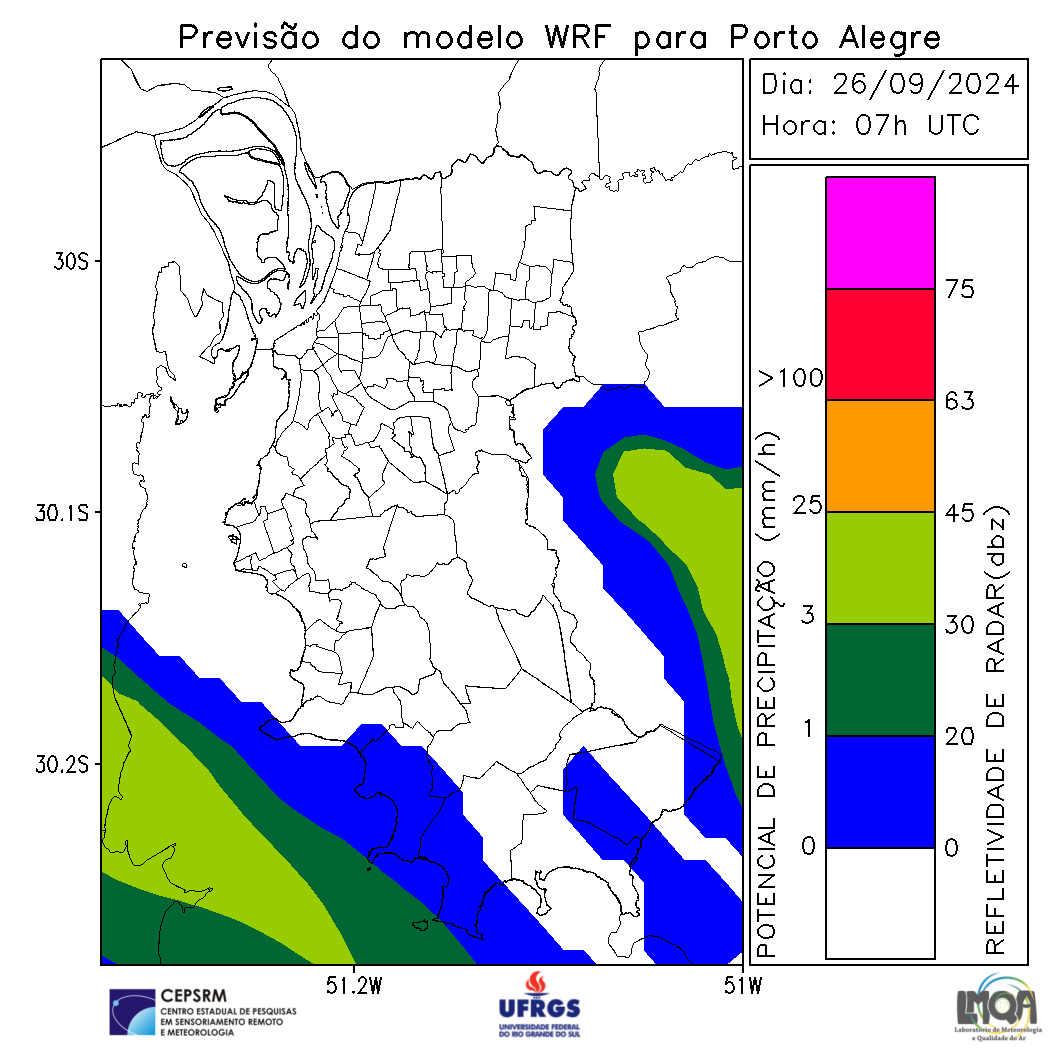 Previsão do modelo WRF para Porto Alegre
Dia: 26/09/2024
Hora: 07h UTC
30S
30.1S
30.2S
51.2W
51W
POTENCIAL DE PRECIPITAÇÃO (mm/h)
>100
25
3
1
0
75
63
45
30
20
0
REFLETIVIDADE DE RADAR(dbz)
CEPSRM
CENTRO ESTADUAL DE PESQUISAS
EM SENSORIAMENTO REMOTO
E METEOROLOGIA
UFRGS
UNIVERSIDADE FEDERAL
DO RIO GRANDE DO SUL
LMQA
Laboratório de Meteorologia
e Qualidade do Ar